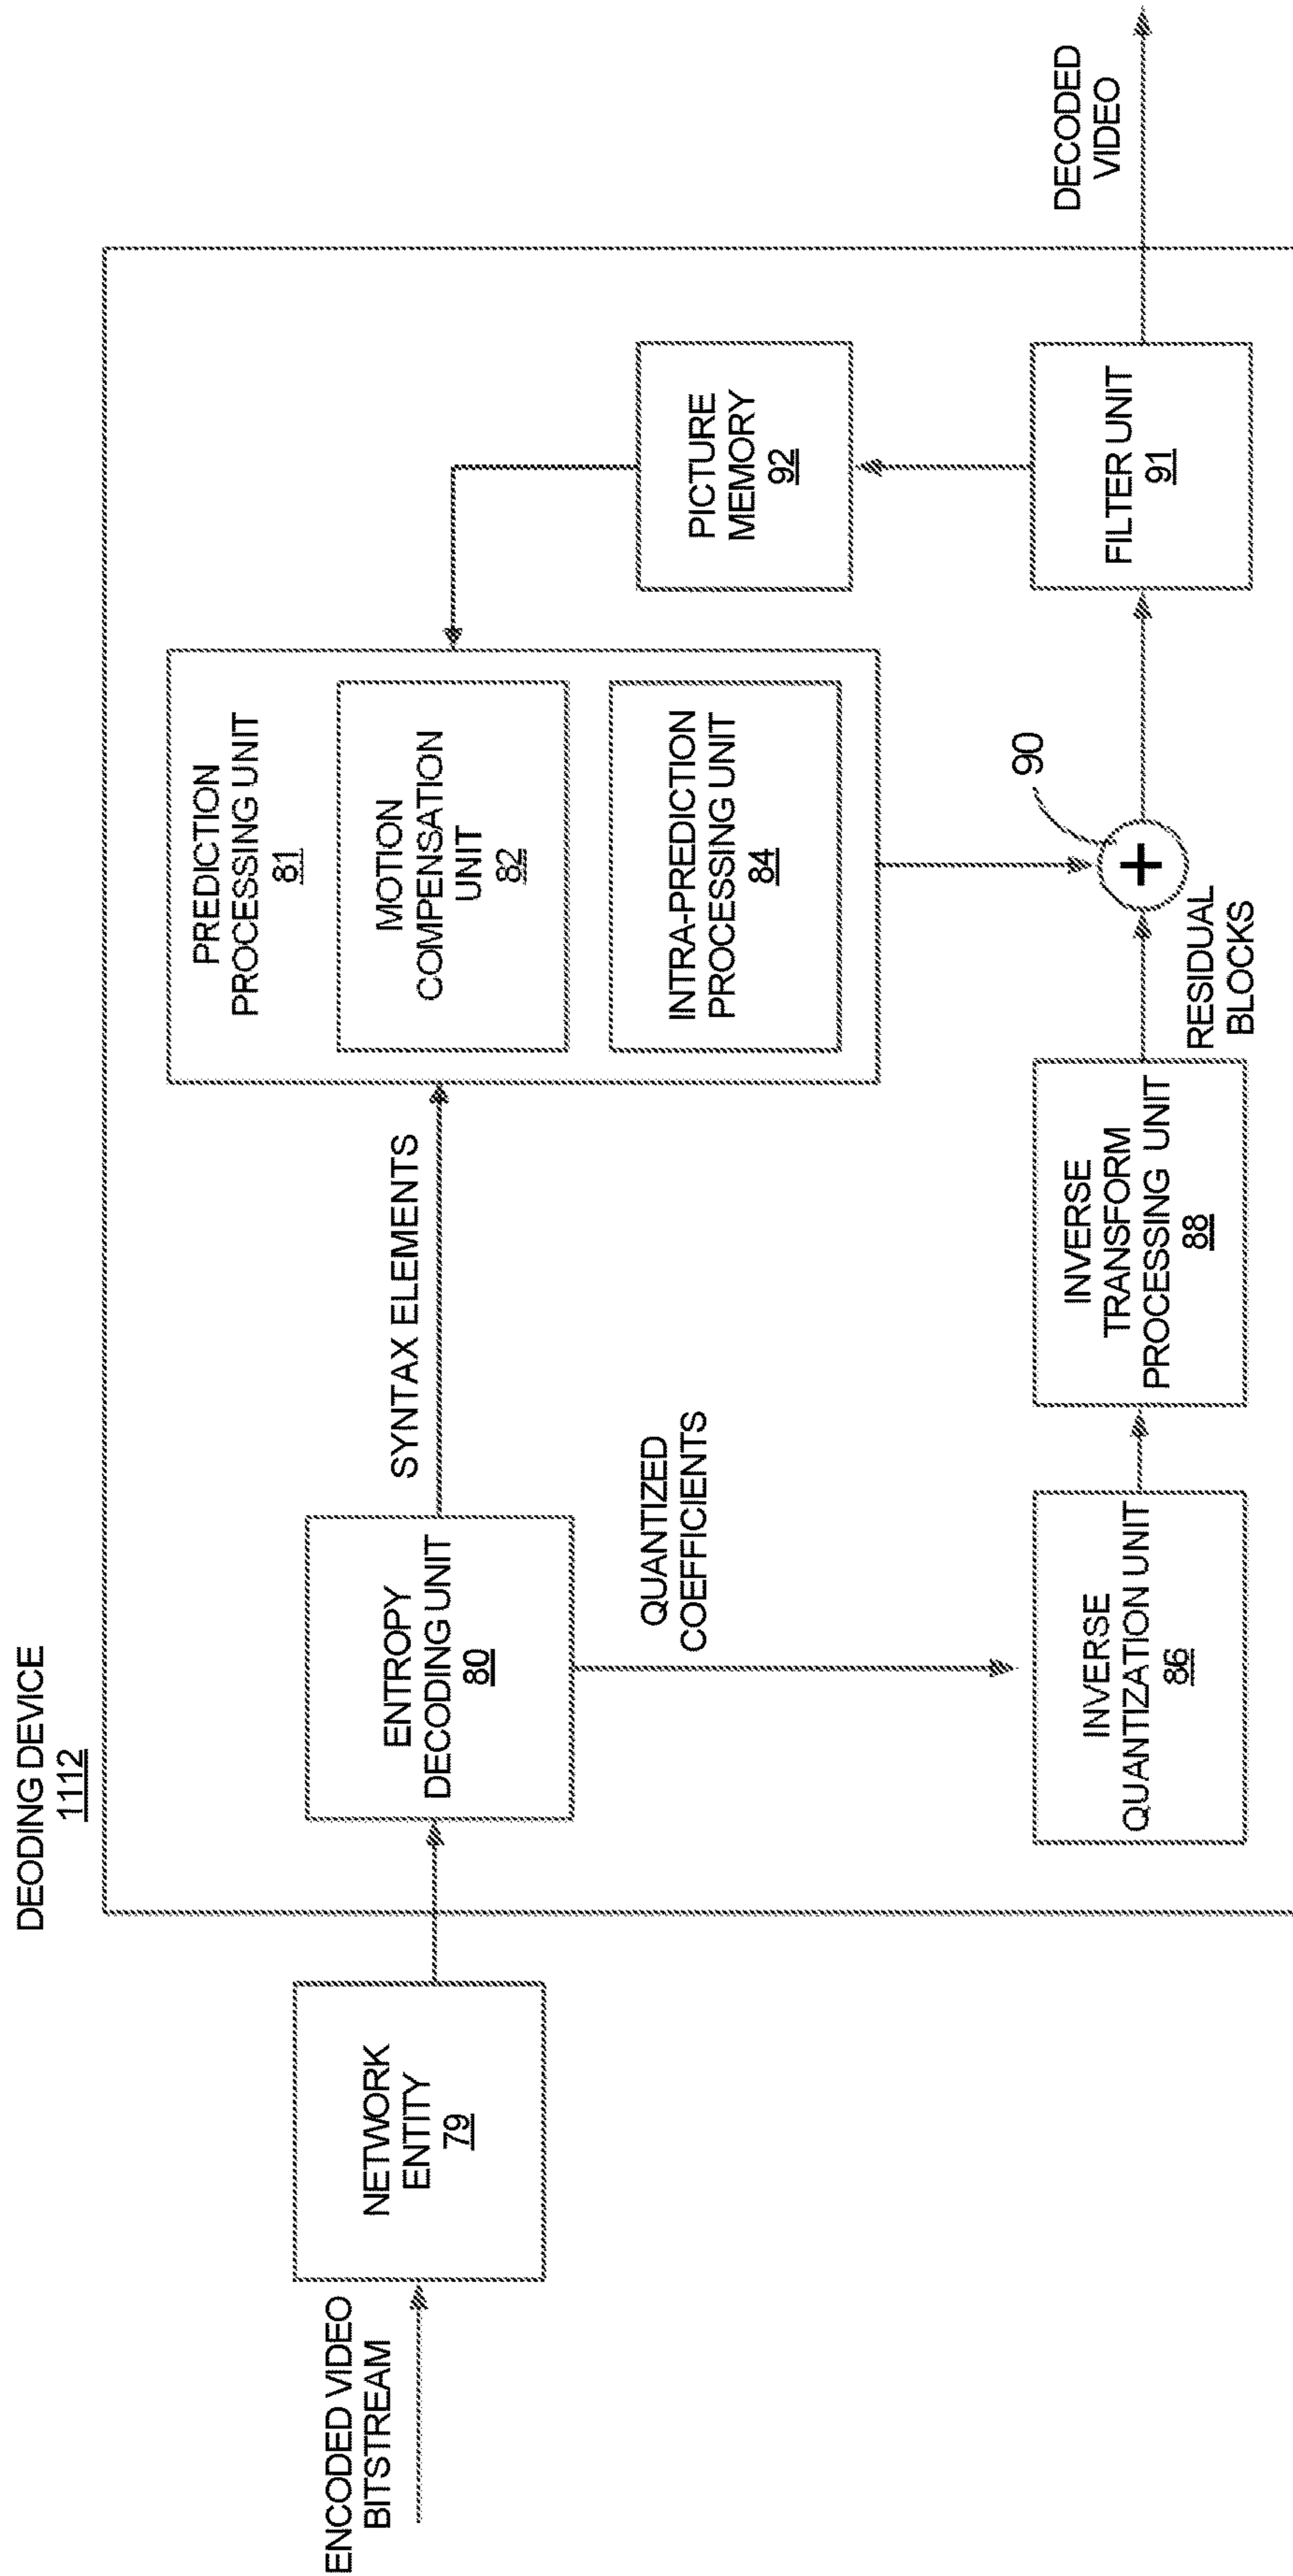 DEODING DEVICE
1112
ENCODED VIDEO
BITSTREAM
NETWORK
ENTITY
79
ENTROPY
DECODING UNIT
80
SYNTAX ELEMENTS
PREDICTION
PROCESSING UNIT
81
MOTION
COMPENSATION
UNIT
82
INTRA-PREDICTION
PROCESSING UNIT
84
PICTURE
MEMORY
92
QUANTIZED
COEFFICIENTS
INVERSE
QUANTIZATION UNIT
86
INVERSE
TRANSFORM
PROCESSING UNIT
88
RESIDUAL
BLOCKS
90
+
FILTER UNIT
91
DECODED
VIDEO